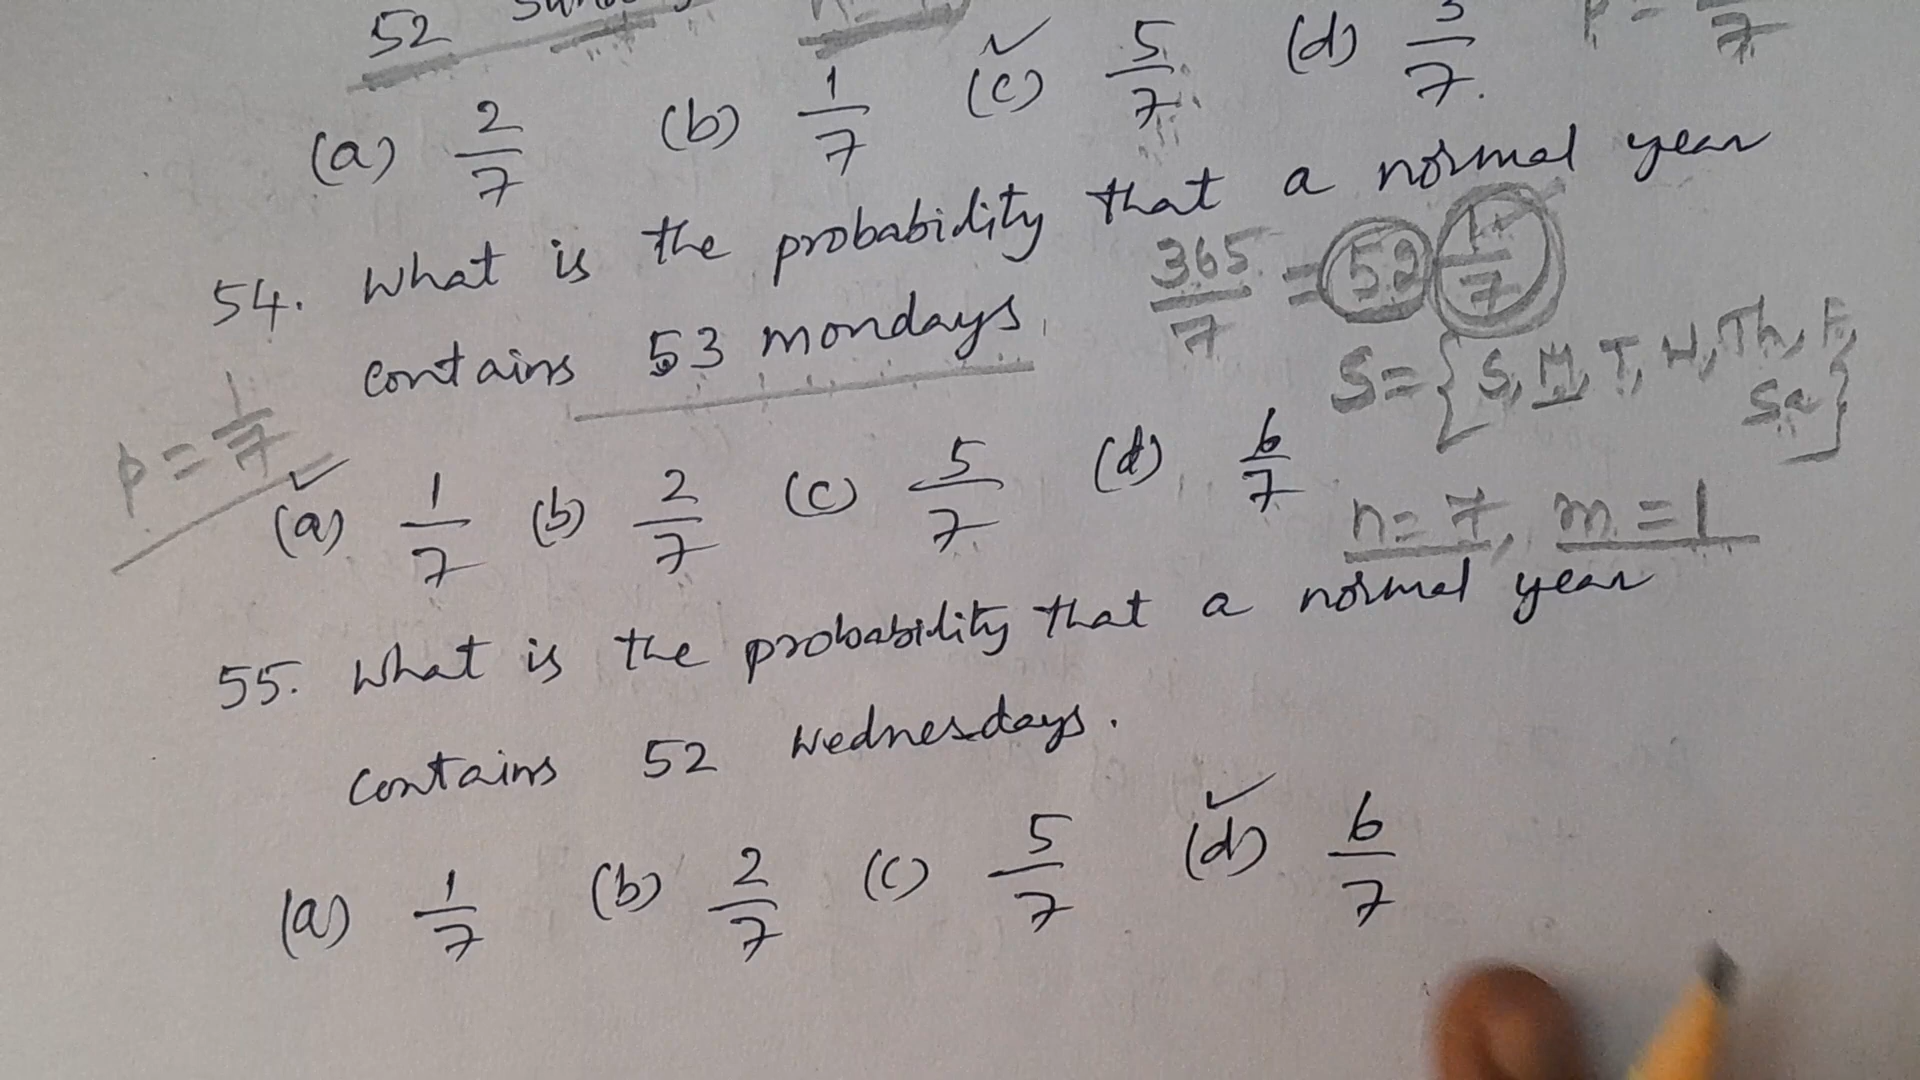 52
(a) 2/7 (b) 1/7 (c) 5/7 (d) 3/7.
54. What is the probability that a normal year
contains 53 mondays.
365/7 = 52 1/7
S = {S, M, T, W, Th, F, Sa}
P = 1/7
(a) 1/7 (b) 2/7 (c) 5/7 (d) 6/7
n = 7, m = 1
55. What is the probability that a normal year
contains 52 Wednesdays.
(a) 1/7 (b) 2/7 (c) 5/7 (d) 6/7